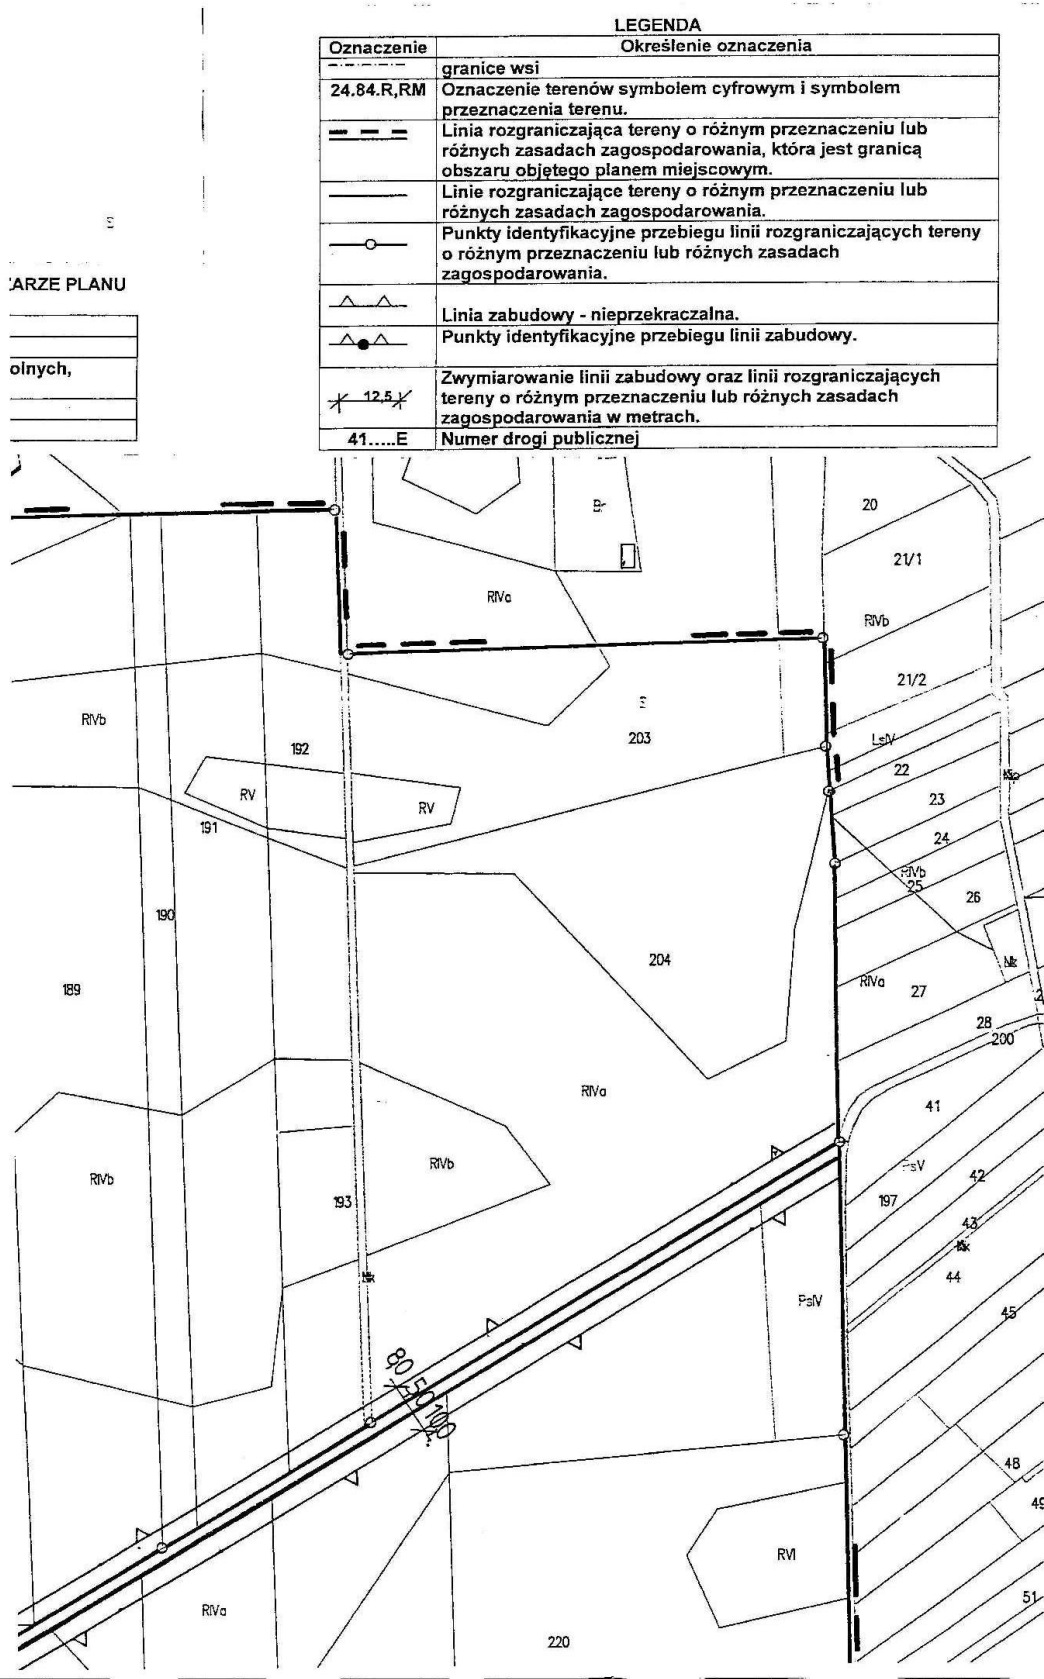 LEGENDA
Oznaczenie Określenie oznaczenia
granice wsi
24.84.R,RM Oznaczenie terenów symbolem cyfrowym i symbolem
przeznaczenia terenu.
Linia rozgraniczająca tereny o różnym przeznaczeniu lub
różnych zasadach zagospodarowania, która jest granicą
obszaru objętego planem miejscowym.
Linie rozgraniczające tereny o różnym przeznaczeniu lub
różnych zasadach zagospodarowania.
Punkty identyfikacyjne przebiegu linii rozgraniczających tereny
o różnym przeznaczeniu lub różnych zasadach
zagospodarowania.
Linia zabudowy - nieprzekraczalna.
Punkty identyfikacyjne przebiegu linii zabudowy.
Zwymiarowanie linii zabudowy oraz linii rozgraniczających
12,5 tereny o różnym przeznaczeniu lub różnych zasadach
zagospodarowania w metrach.
41.....E Numer drogi publicznej
ARZE PLANU
olnych,
20
Br
21/1
RIVa
RIVb
21/2
RIVb
203
LsIV
192
22
RV
RV
23
191
24
RIVb
25
26
190
204
RIVa
27
189
28
200
RIVa
41
RIVb
RIVb
PsV
42
193
197
43
44
PsIV
45
80
50
100
48
49
RVI
51
RIVa
220